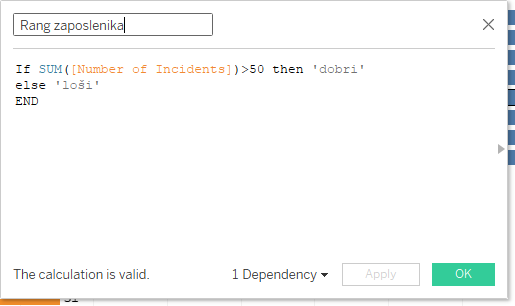 Rang zaposlenika
If SUM([Number of Incidents])>50 then 'dobri'
else 'loši'
END
The calculation is valid. 1 Dependency Apply OK